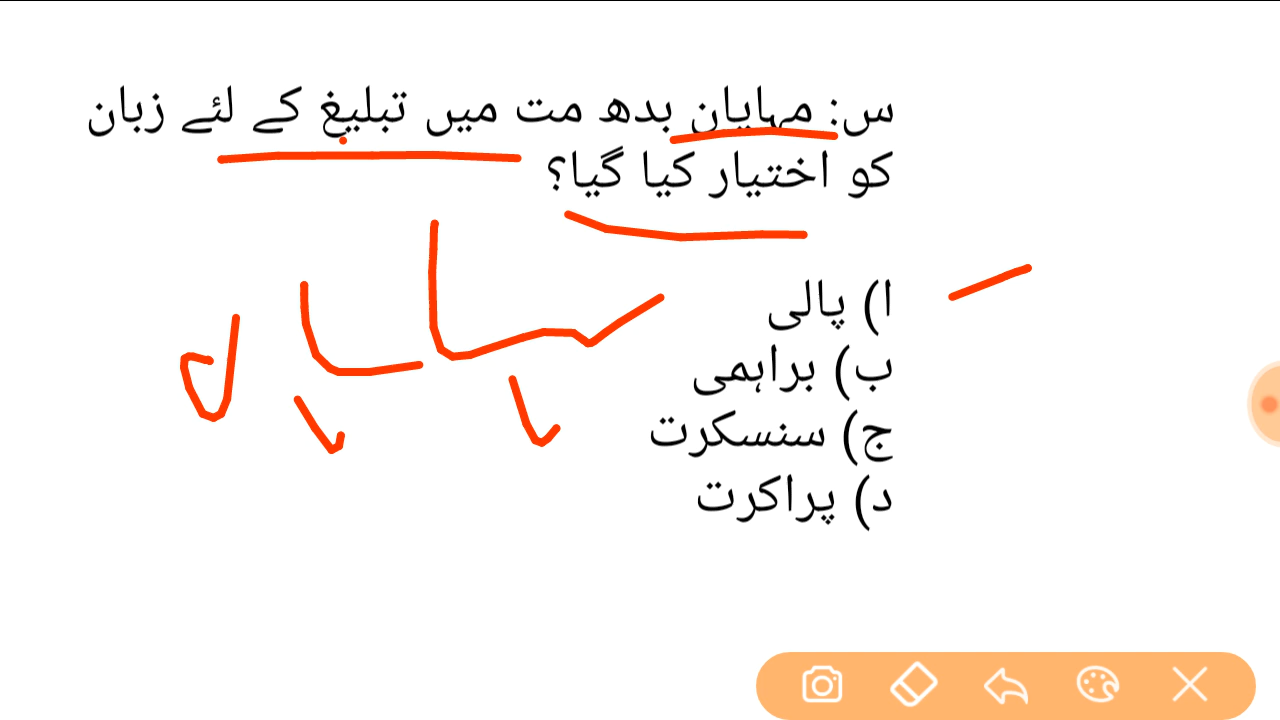 س: مہایان بدھ مت میں تبلیغ کے لئے زبان
کو اختیار کیا گیا؟
ا) پالی
ب) براہمی
ج) سنسکرت
د) پراکرت